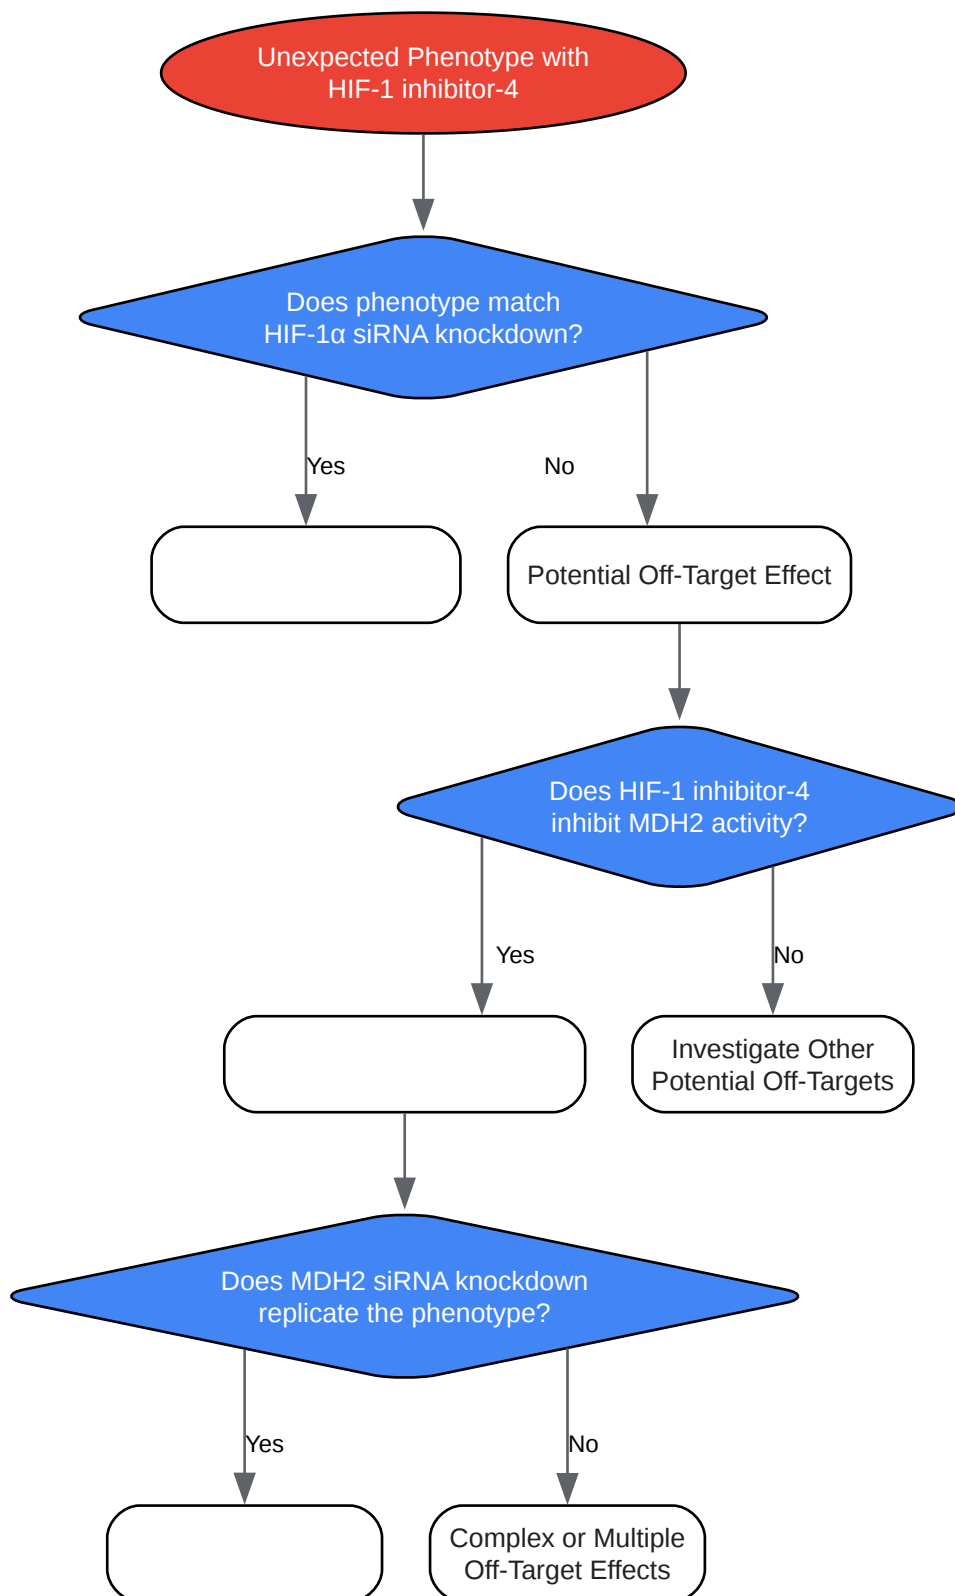 Unexpected Phenotype with
HIF-1 inhibitor-4
Does phenotype match
HIF-1α siRNA knockdown?
Yes
No
Potential Off-Target Effect
Does HIF-1 inhibitor-4
inhibit MDH2 activity?
Yes
No
Investigate Other
Potential Off-Targets
Does MDH2 siRNA knockdown
replicate the phenotype?
Yes
No
Complex or Multiple
Off-Target Effects